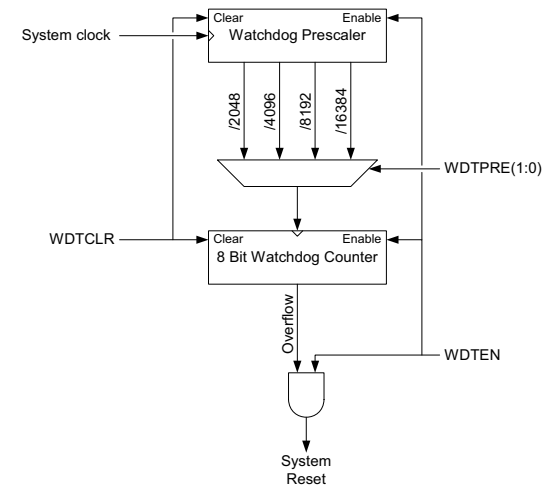 Clear
Enable
System clock
Watchdog Prescaler
/2048
/4096
/8192
/16384
WDTPRE(1:0)
WDTCLR
Clear
Enable
8 Bit Watchdog Counter
Overflow
WDTEN
System
Reset